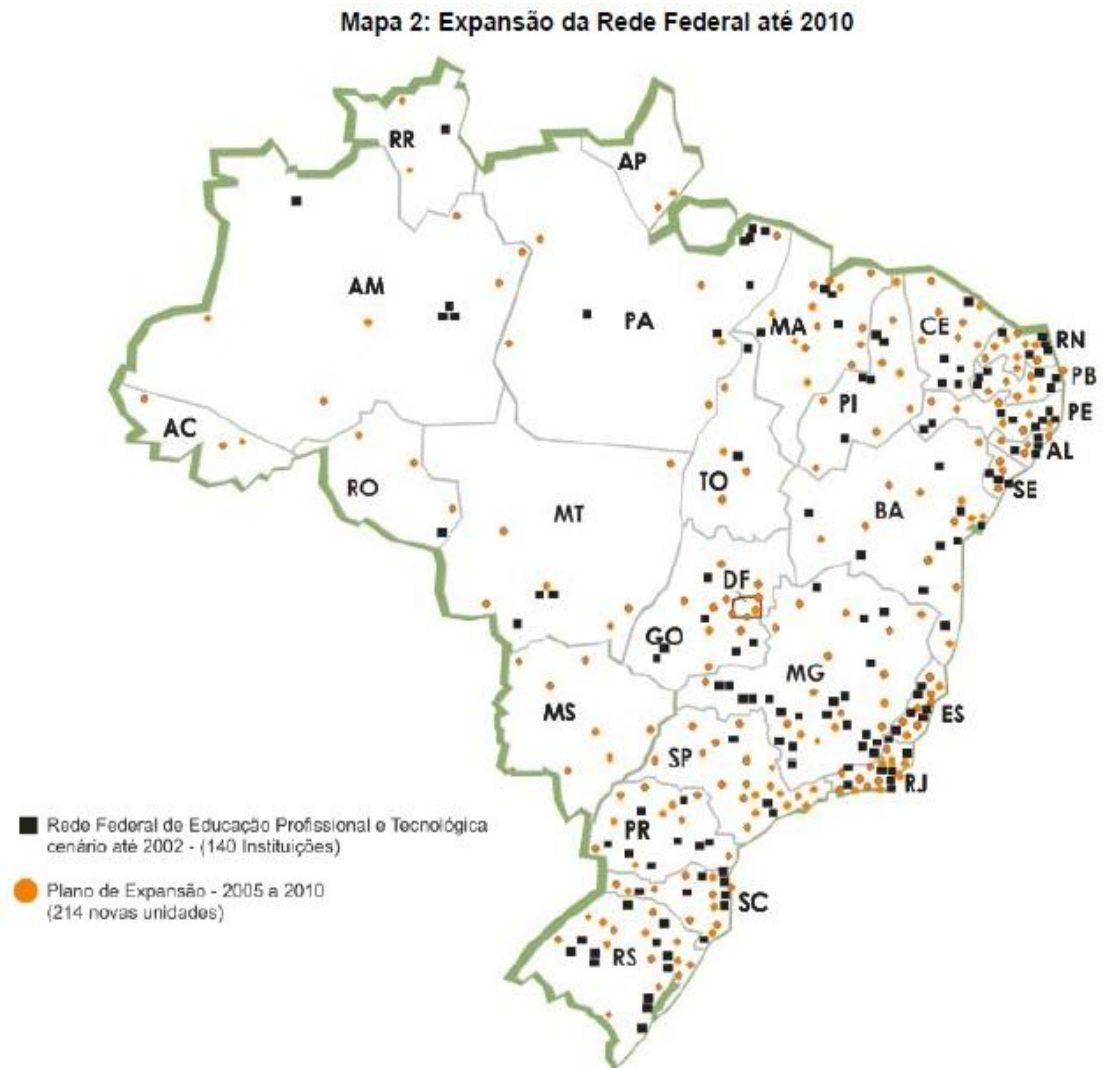 Mapa 2: Expansão da Rede Federal até 2010
RR
AP
AM
PA
MA
CE
RN
PB
PI
PE
AC
AL
TO
SE
RO
BA
MT
DF
GO
MG
MS
ES
SP
RJ
PR
SC
RS
Rede Federal de Educação Profissional e Tecnológica
cenário até 2002 - (140 Instituições)
Plano de Expansão - 2005 a 2010
(214 novas unidades)